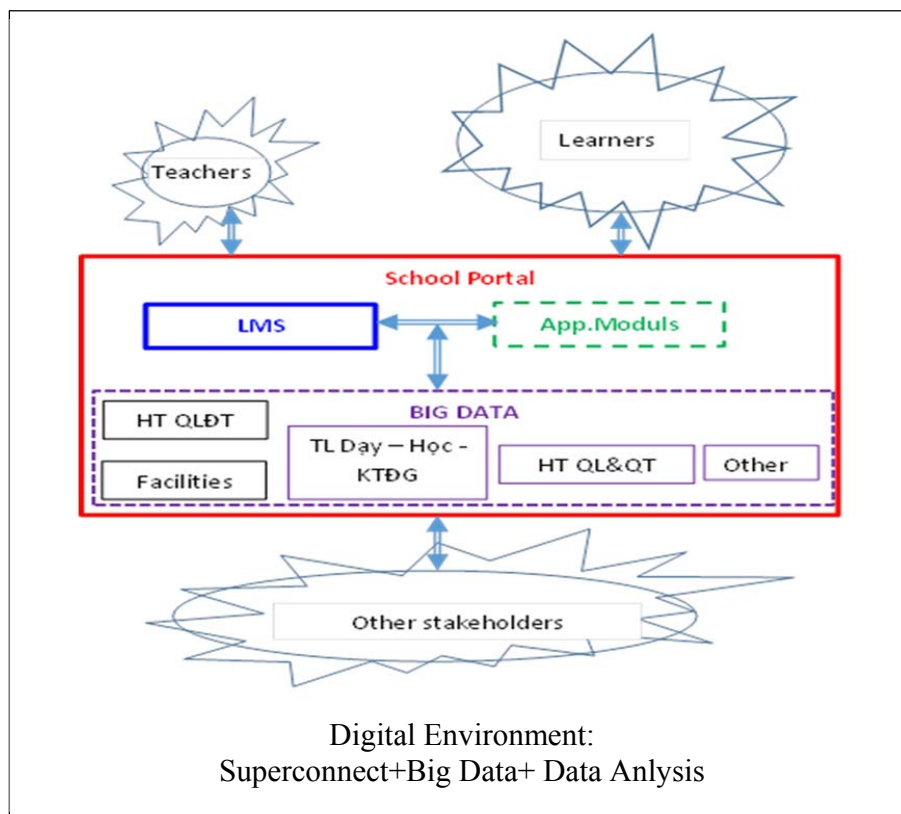 Teachers
Learners
School Portal
LMS
App.Moduls
BIG DATA
HT QLĐT
Facilities
TL Dạy – Học -
KTĐG
HT QL&QT
Other
Other stakeholders
Digital Environment:
Superconnect+Big Data+ Data Anlysis